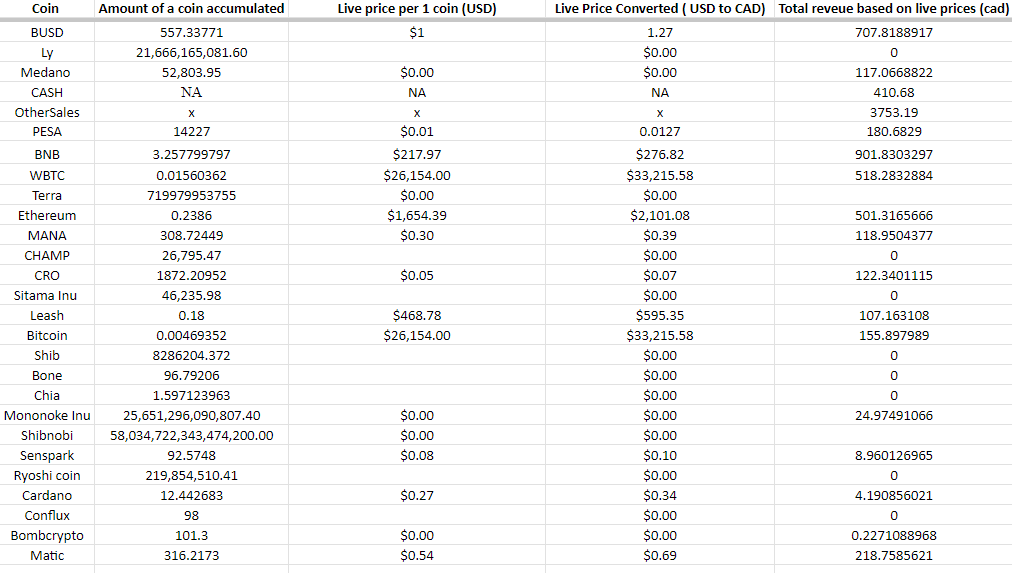 Coin Amount of a coin accumulated Live price per 1 coin (USD) Live Price Converted ( USD to CAD) Total reveue based on live prices (cad)
BUSD 557.33771 $1 1.27 707.8188917
Ly 21,666,165,081.60 $0.00 0
Medano 52,803.95 $0.00 $0.00 117.0668822
CASH NA NA NA 410.68
OtherSales x x x 3753.19
PESA 14227 $0.01 0.0127 180.6829
BNB 3.257799797 $217.97 $276.82 901.8303297
WBTC 0.01560362 $26,154.00 $33,215.58 518.2832884
Terra 719979953755 $0.00 $0.00
Ethereum 0.2386 $1,654.39 $2,101.08 501.3165666
MANA 308.72449 $0.30 $0.39 118.9504377
CHAMP 26,795.47 $0.00 0
CRO 1872.20952 $0.05 $0.07 122.3401115
Sitama Inu 46,235.98 $0.00 0
Leash 0.18 $468.78 $595.35 107.163108
Bitcoin 0.00469352 $26,154.00 $33,215.58 155.897989
Shib 8286204.372 $0.00 0
Bone 96.79206 $0.00 0
Chia 1.597123963 $0.00 0
Mononoke Inu 25,651,296,090,807.40 $0.00 $0.00 24.97491066
Shibnobi 58,034,722,343,474,200.00 $0.00 $0.00
Senspark 92.5748 $0.08 $0.10 8.960126965
Ryoshi coin 219,854,510.41 $0.00 0
Cardano 12.442683 $0.27 $0.34 4.190856021
Conflux 98 $0.00 0
Bombcrypto 101.3 $0.00 $0.00 0.2271088968
Matic 316.2173 $0.54 $0.69 218.7585621